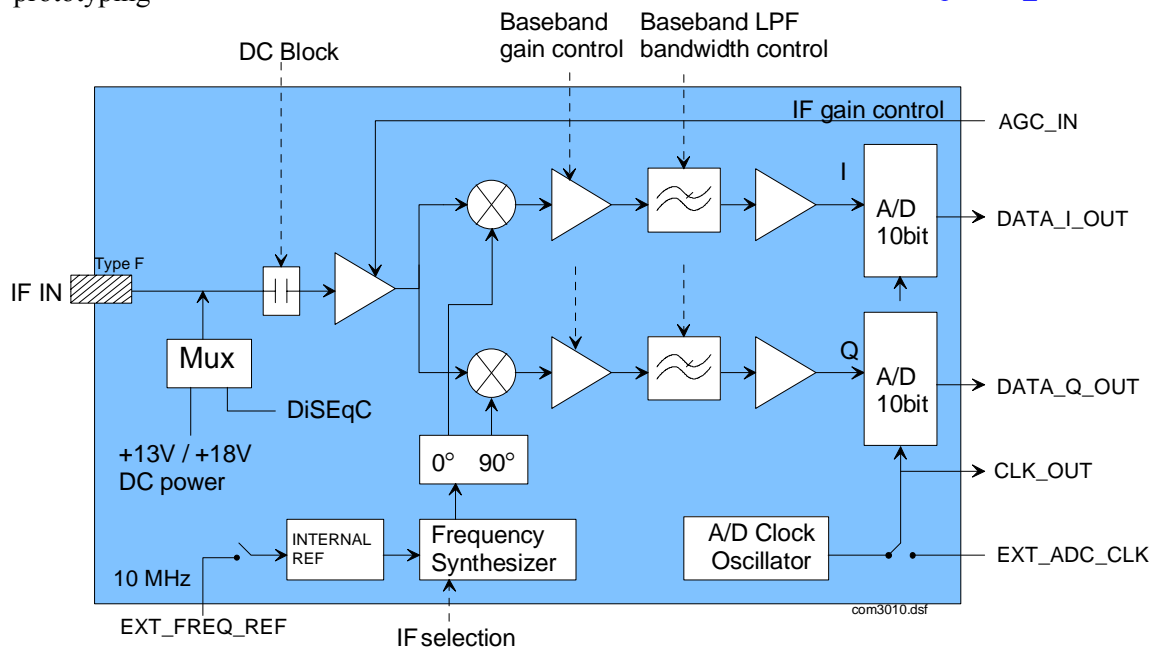 prototyping
Baseband
gain control
Baseband LPF
bandwidth control
DC Block
IF gain control
AGC_IN
I
A/D
10bit
DATA_I_OUT
Type F
IF IN
Mux
DiSEqC
+13V / +18V
DC power
Q
A/D
10bit
DATA_Q_OUT
0° 90°
CLK_OUT
INTERNAL
REF
Frequency
Synthesizer
A/D Clock
Oscillator
EXT_ADC_CLK
10 MHz
com3010.dsf
EXT_FREQ_REF
IF selection